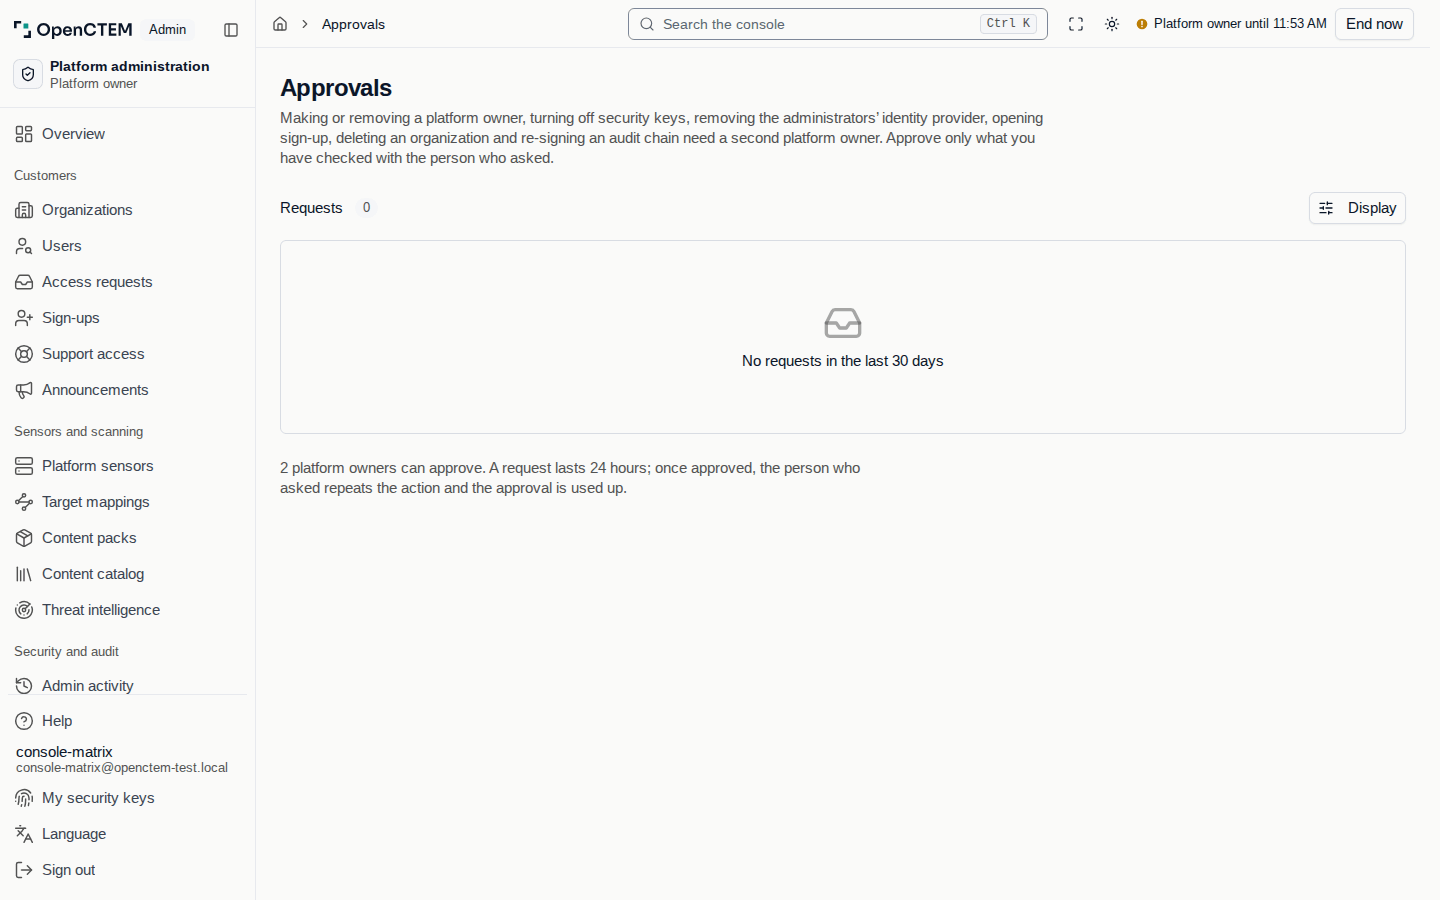 OpenCTEM Admin
Platform administration
Platform owner
Overview
Customers
Organizations
Users
Access requests
Sign-ups
Support access
Announcements
Sensors and scanning
Platform sensors
Target mappings
Content packs
Content catalog
Threat intelligence
Security and audit
Admin activity
Help
console-matrix
console-matrix@openctem-test.local
My security keys
Language
Sign out
Approvals
Search the console
Ctrl K
Platform owner until 11:53 AM
End now
Approvals
Making or removing a platform owner, turning off security keys, removing the administrators’ identity provider, opening
sign-up, deleting an organization and re-signing an audit chain need a second platform owner. Approve only what you
have checked with the person who asked.
Requests 0
Display
No requests in the last 30 days
2 platform owners can approve. A request lasts 24 hours; once approved, the person who
asked repeats the action and the approval is used up.